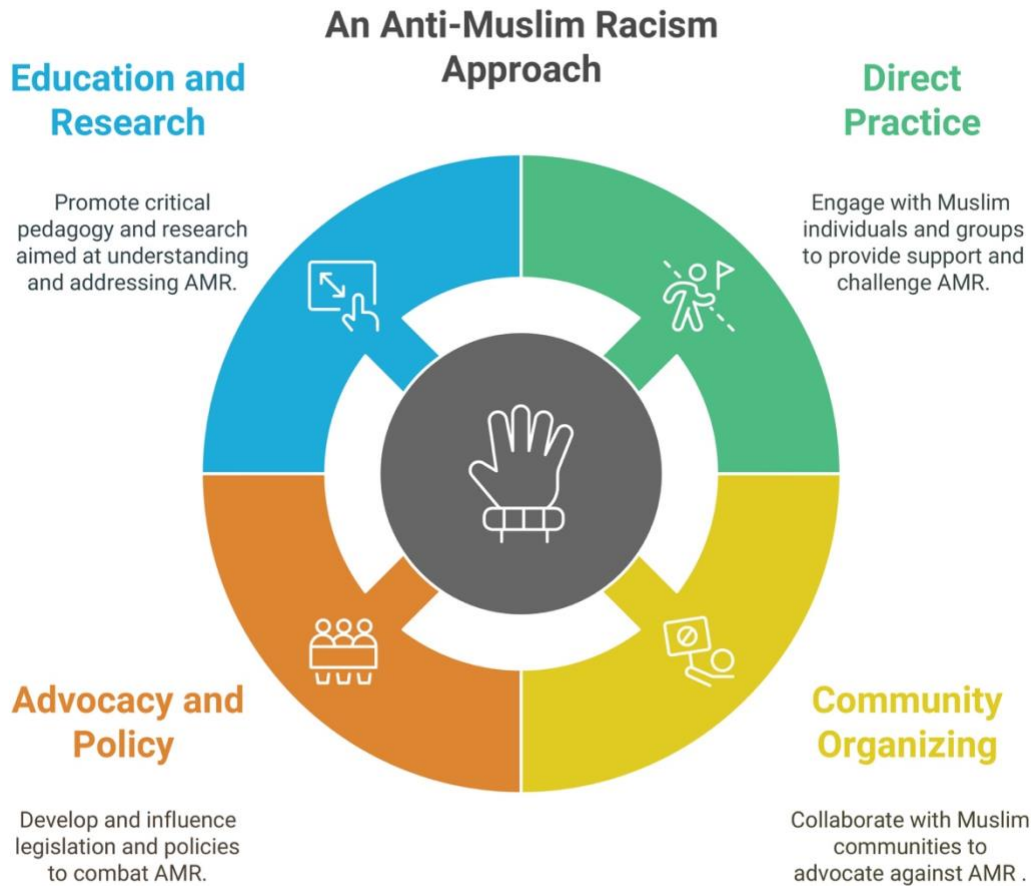 An Anti-Muslim Racism
Approach
Education and
Research
Promote critical
pedagogy and research
aimed at understanding
and addressing AMR.
Direct
Practice
Engage with Muslim
individuals and groups
to provide support and
challenge AMR.
Advocacy and
Policy
Develop and influence
legislation and policies
to combat AMR.
Community
Organizing
Collaborate with Muslim
communities to
advocate against AMR .